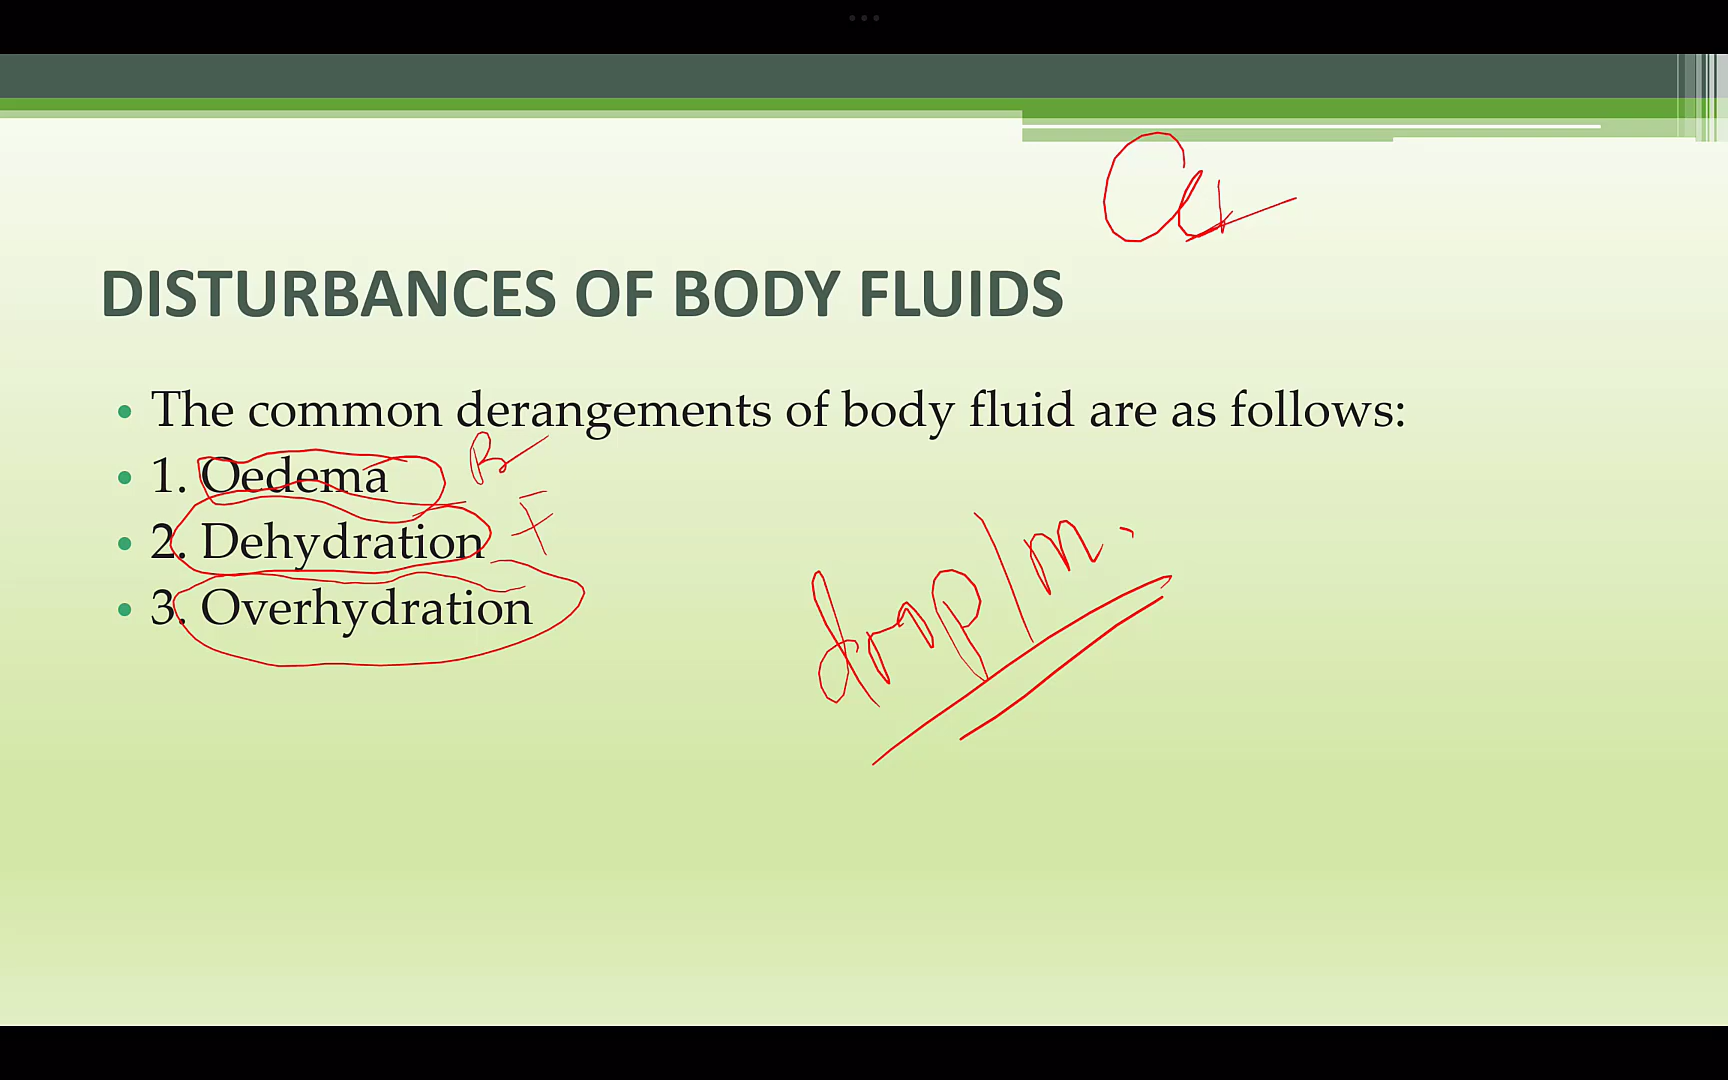 DISTURBANCES OF BODY FLUIDS
• The common derangements of body fluid are as follows:
• 1. Oedema
• 2. Dehydration
• 3. Overhydration
drop/m.